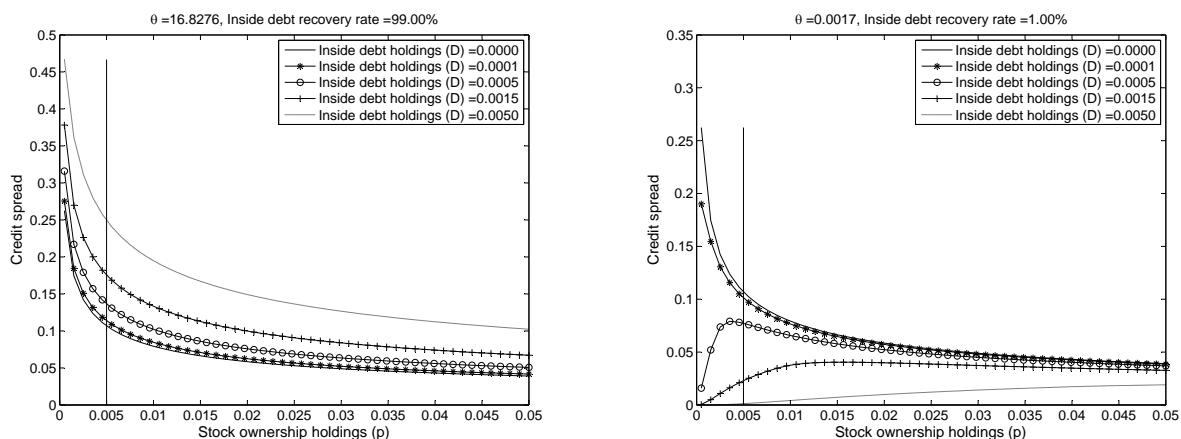 θ =16.8276, Inside debt recovery rate =99.00%
0.5
0.45
0.4
0.35
0.3
0.25
0.2
0.15
0.1
0.05
0
Credit spread
Inside debt holdings (D) =0.0000
Inside debt holdings (D) =0.0001
Inside debt holdings (D) =0.0005
Inside debt holdings (D) =0.0015
Inside debt holdings (D) =0.0050
0 0.005 0.01 0.015 0.02 0.025 0.03 0.035 0.04 0.045 0.05
Stock ownership holdings (p)
θ =0.0017, Inside debt recovery rate =1.00%
0.35
0.3
0.25
0.2
0.15
0.1
0.05
0
Credit spread
Inside debt holdings (D) =0.0000
Inside debt holdings (D) =0.0001
Inside debt holdings (D) =0.0005
Inside debt holdings (D) =0.0015
Inside debt holdings (D) =0.0050
0 0.005 0.01 0.015 0.02 0.025 0.03 0.035 0.04 0.045 0.05
Stock ownership holdings (p)